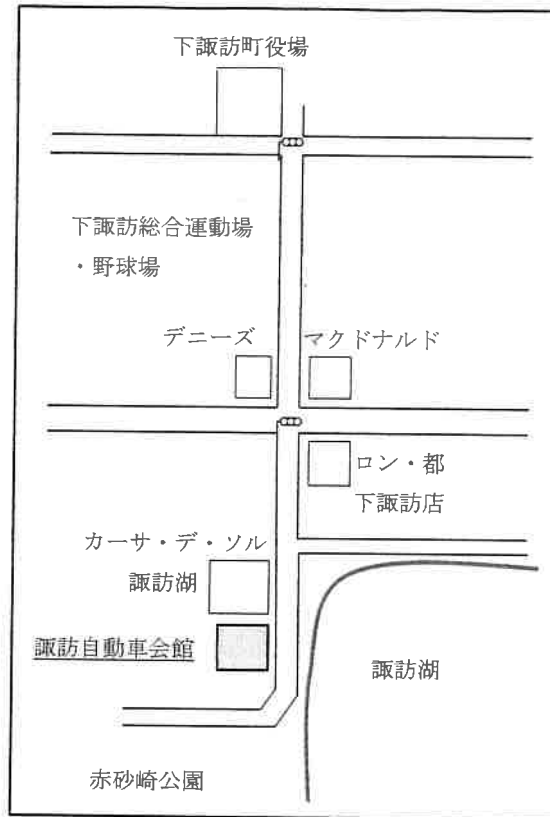 下諏訪町役場
下諏訪総合運動場
・野球場
デニーズ
マクドナルド
ロン・都
下諏訪店
カーサ・デ・ソル
諏訪湖
諏訪自動車会館
諏訪湖
赤砂崎公園